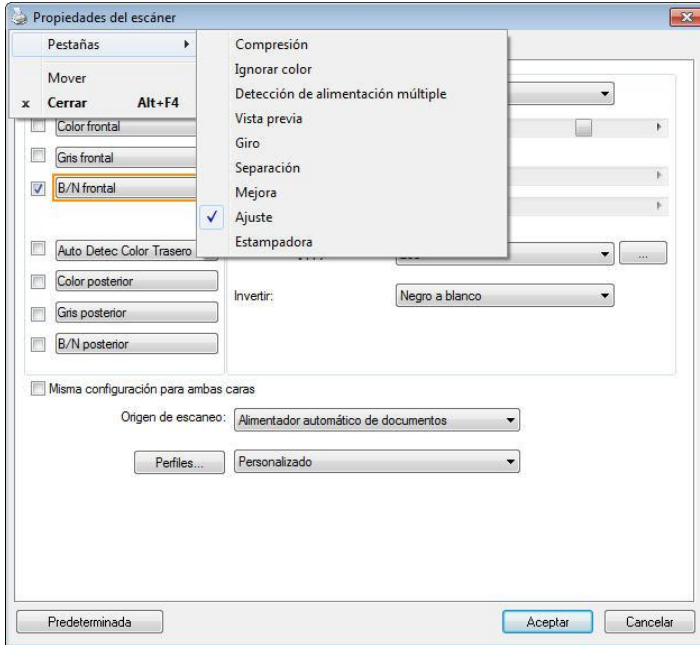 Propiedades del escáner
Pestañas
Mover
x Cerrar Alt+F4
Compresión
Ignorar color
Detección de alimentación múltiple
Vista previa
Giro
Separación
Mejora
Ajuste
Estampadora
Color frontal
Gris frontal
B/N frontal
Auto Detec Color Trasero
Color posterior
Gris posterior
B/N posterior
...
Invertir: Negro a blanco
Misma configuración para ambas caras
Origen de escaneo: Alimentador automático de documentos
Perfiles... Personalizado
Predeterminada Aceptar Cancelar